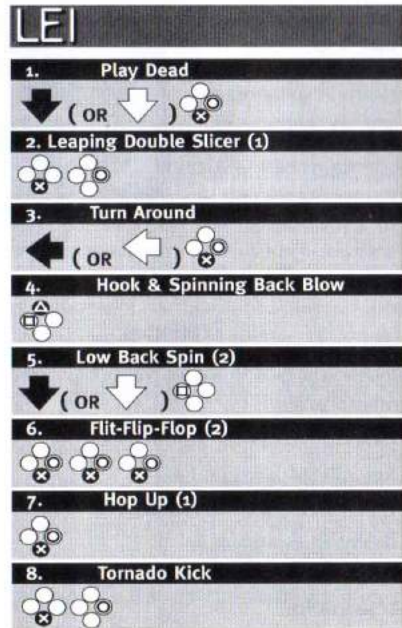 LEI
1. Play Dead
( OR )
2. Leaping Double Slicer (1)
3. Turn Around
( OR )
4. Hook & Spinning Back Blow
5. Low Back Spin (2)
( OR )
6. Flit-Flip-Flop (2)
7. Hop Up (1)
8. Tornado Kick